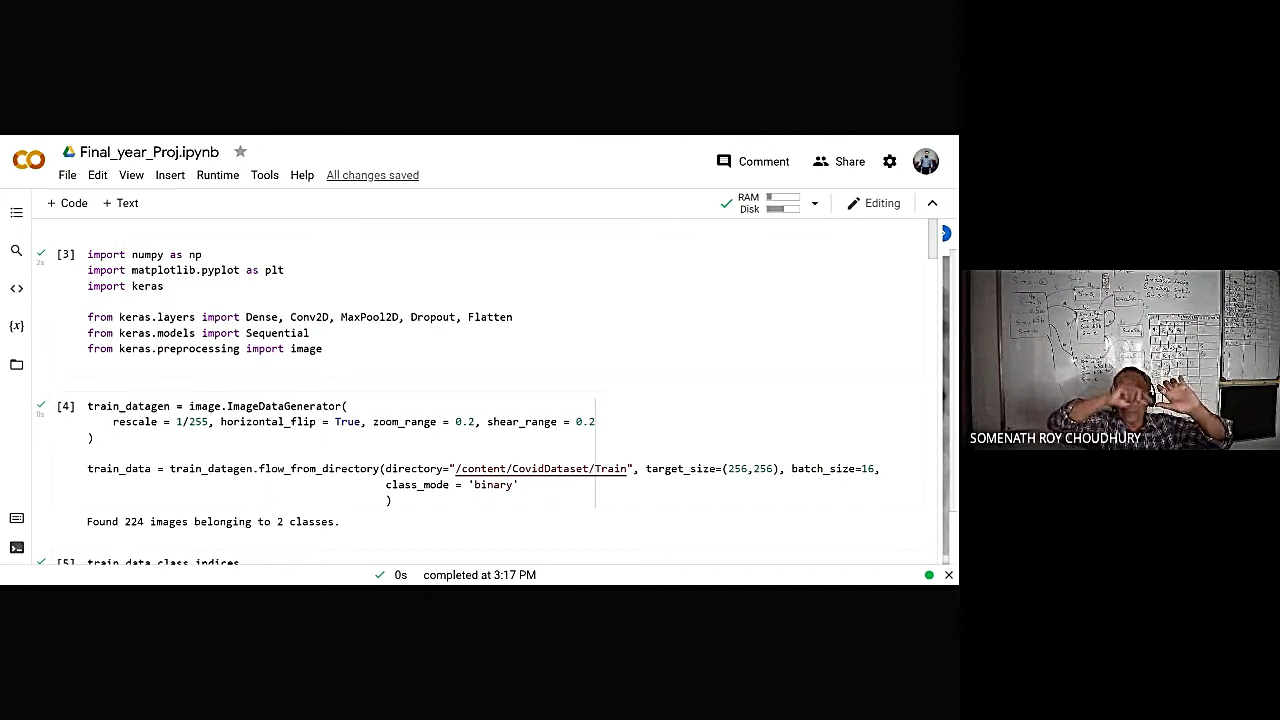 Final_year_Proj.ipynb
Comment
Share
File Edit View Insert Runtime Tools Help All changes saved
+ Code + Text
RAM
Disk
Editing
[3] import numpy as np
2s
import matplotlib.pyplot as plt
import keras
from keras.layers import Dense, Conv2D, MaxPool2D, Dropout, Flatten
from keras.models import Sequential
from keras.preprocessing import image
[4] train_datagen = image.ImageDataGenerator(
0s
rescale = 1/255, horizontal_flip = True, zoom_range = 0.2, shear_range = 0.2
)
train_data = train_datagen.flow_from_directory(directory="/content/CovidDataset/Train", target_size=(256,256), batch_size=16,
class_mode = 'binary'
)
Found 224 images belonging to 2 classes.
[5] train_data.class_indices
0s completed at 3:17 PM
SOMENATH ROY CHOUDHURY